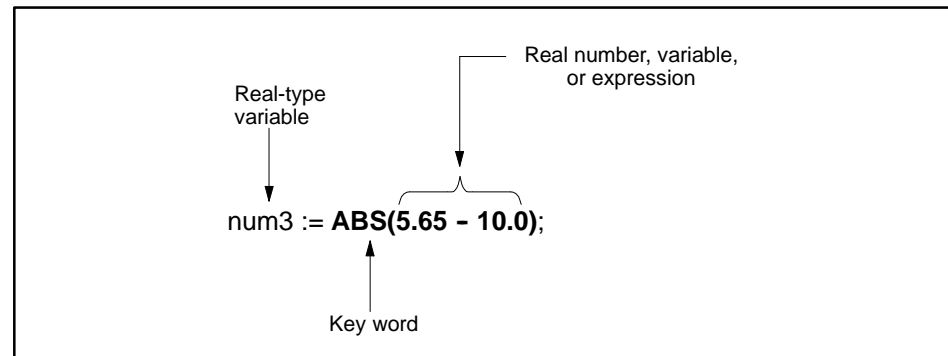 Real number, variable,
or expression
Real-type
variable
num3 := ABS(5.65 - 10.0);
Key word